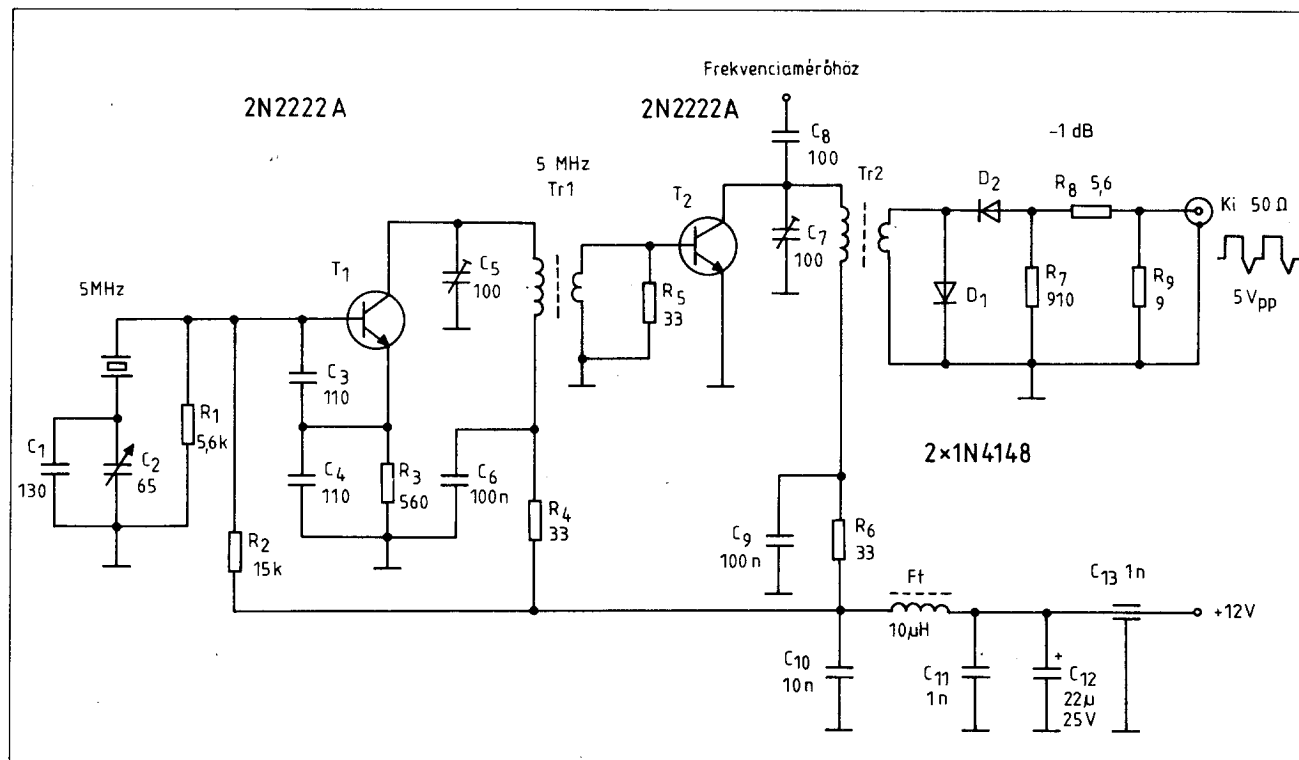 Frekvenciamérőhöz
2N2222A
2N2222A
C8
100
-1 dB
5 MHz
Tr1
T2
Tr2
D2
R8 5,6
Ki 50 Ω
C7
100
C5
100
T1
R5
33
D1
R7
910
R9
9
5 Vpp
5MHz
C3
110
R1
5,6k
C1
130
C2
65
C4
110
R3
560
C6
100n
R4
33
2×1N4148
R2
15k
C9
100n
R6
33
Ft
10µH
C13 1n
+12V
C10
10n
C11
1n
+
C12
22µ
25V